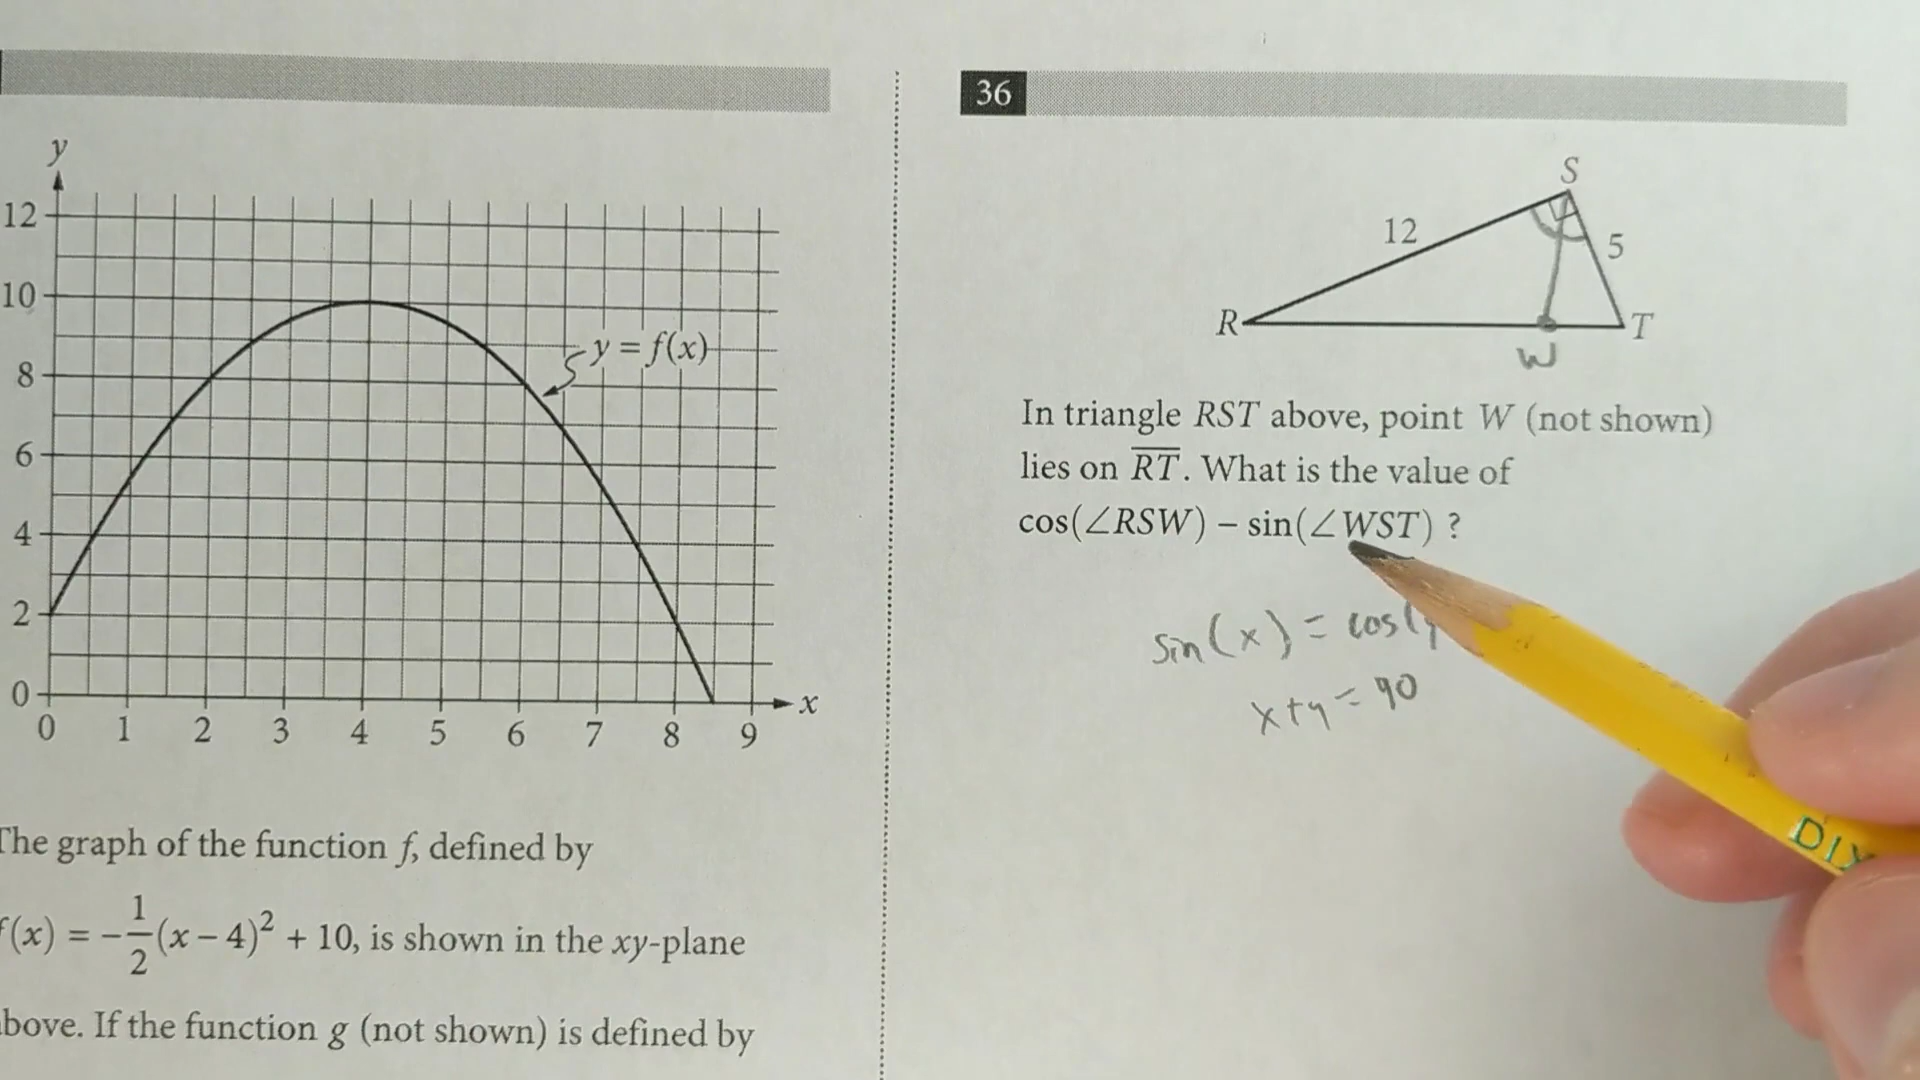 y
12
10
8
6
4
2
0
y = f(x)
0 1 2 3 4 5 6 7 8 9 x
The graph of the function f, defined by
f(x) = -1/2(x – 4)² + 10, is shown in the xy-plane
above. If the function g (not shown) is defined by
36
S
12
5
R
T
W
In triangle RST above, point W (not shown)
lies on R̅T̅. What is the value of
cos(∠RSW) – sin(∠WST) ?
sin(x) = cos(y
x+y = 90
DIX